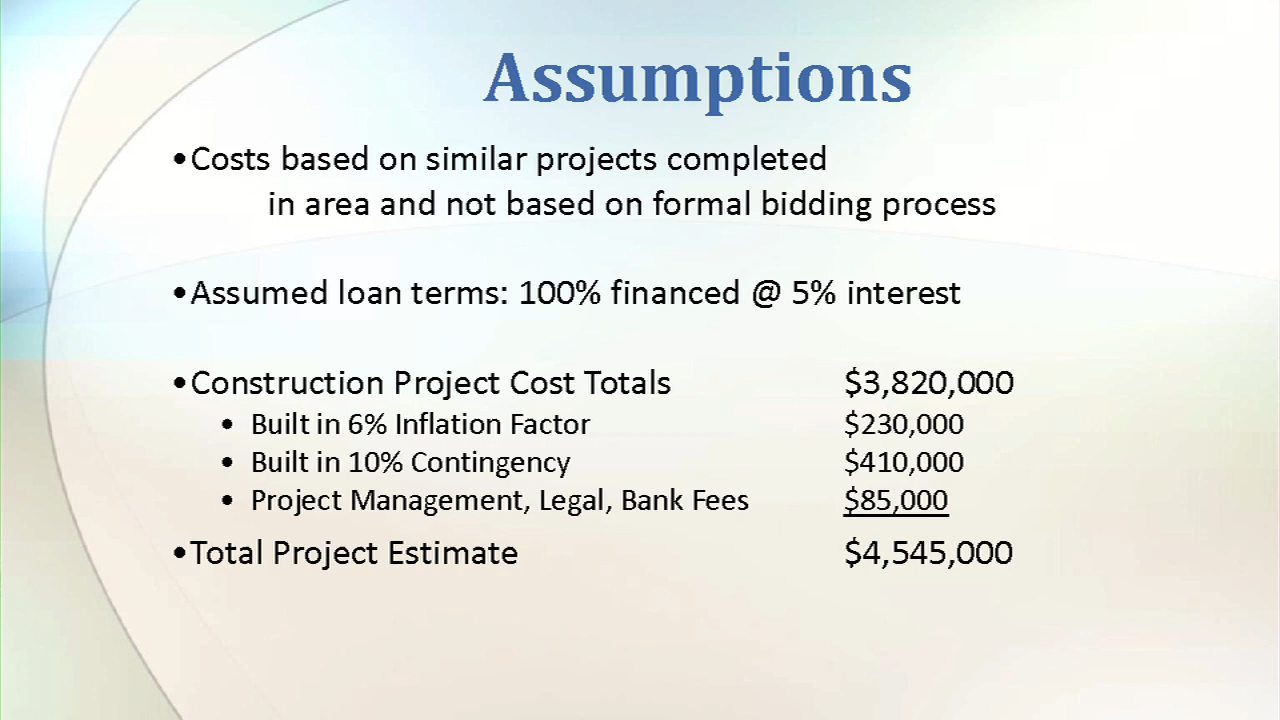 Assumptions
•Costs based on similar projects completed
in area and not based on formal bidding process
•Assumed loan terms: 100% financed @ 5% interest
•Construction Project Cost Totals $3,820,000
• Built in 6% Inflation Factor $230,000
• Built in 10% Contingency $410,000
• Project Management, Legal, Bank Fees $85,000
•Total Project Estimate $4,545,000